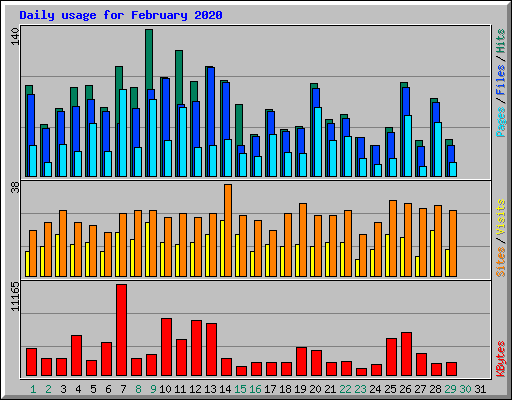 Daily usage for February 2020
140
Pages / Files / Hits
38
Sites / Visits
11165
KBytes
1 2 3 4 5 6 7 8 9 10 11 12 13 14 15 16 17 18 19 20 21 22 23 24 25 26 27 28 29 30 31